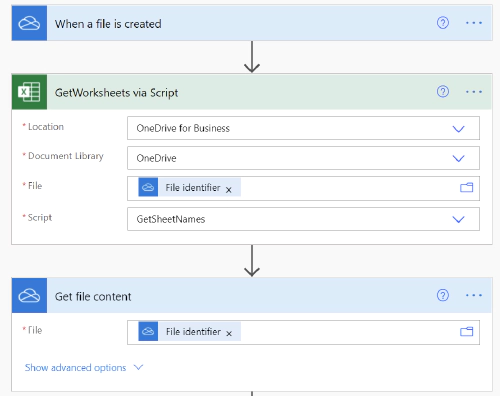 When a file is created
GetWorksheets via Script
* Location OneDrive for Business
* Document Library OneDrive
* File File identifier x
* Script GetSheetNames
Get file content
* File File identifier x
Show advanced options